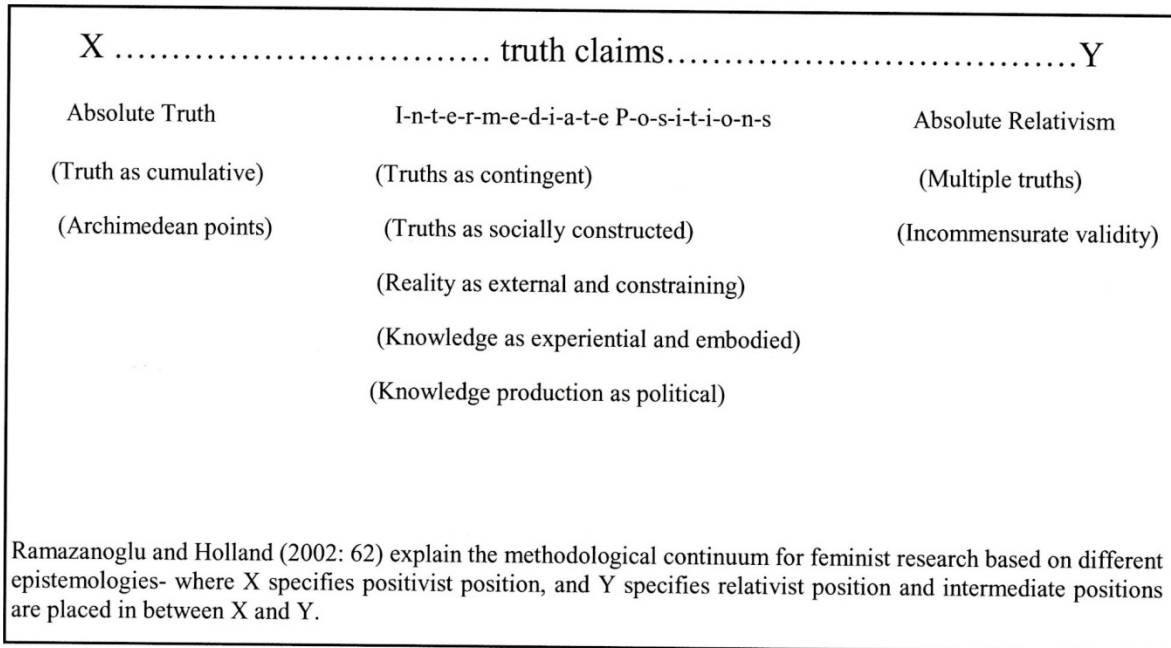 X ................................. truth claims.....................................Y
Absolute Truth I-n-t-e-r-m-e-d-i-a-t-e P-o-s-i-t-i-o-n-s Absolute Relativism
(Truth as cumulative) (Truths as contingent) (Multiple truths)
(Archimedean points) (Truths as socially constructed) (Incommensurate validity)
(Reality as external and constraining)
(Knowledge as experiential and embodied)
(Knowledge production as political)
Ramazanoglu and Holland (2002: 62) explain the methodological continuum for feminist research based on different
epistemologies- where X specifies positivist position, and Y specifies relativist position and intermediate positions
are placed in between X and Y.